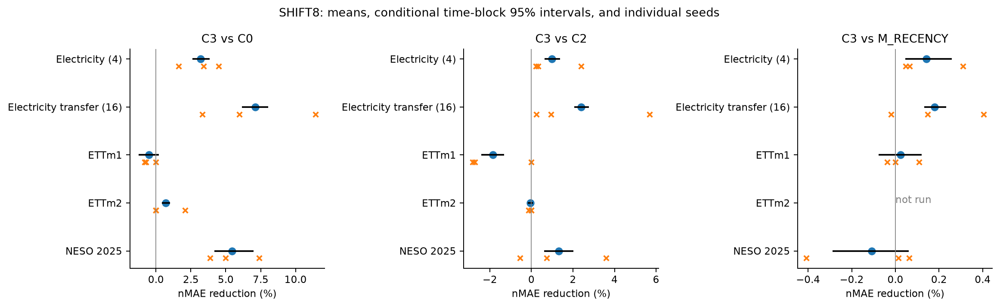 SHIFT8: means, conditional time-block 95% intervals, and individual seeds
C3 vs C0
Electricity (4)
Electricity transfer (16)
ETTm1
ETTm2
NESO 2025
0.0 2.5 5.0 7.5 10.0
nMAE reduction (%)
C3 vs C2
Electricity (4)
Electricity transfer (16)
ETTm1
ETTm2
NESO 2025
−2 0 2 4 6
nMAE reduction (%)
C3 vs M_RECENCY
Electricity (4)
Electricity transfer (16)
ETTm1
ETTm2
not run
NESO 2025
−0.4 −0.2 0.0 0.2 0.4
nMAE reduction (%)